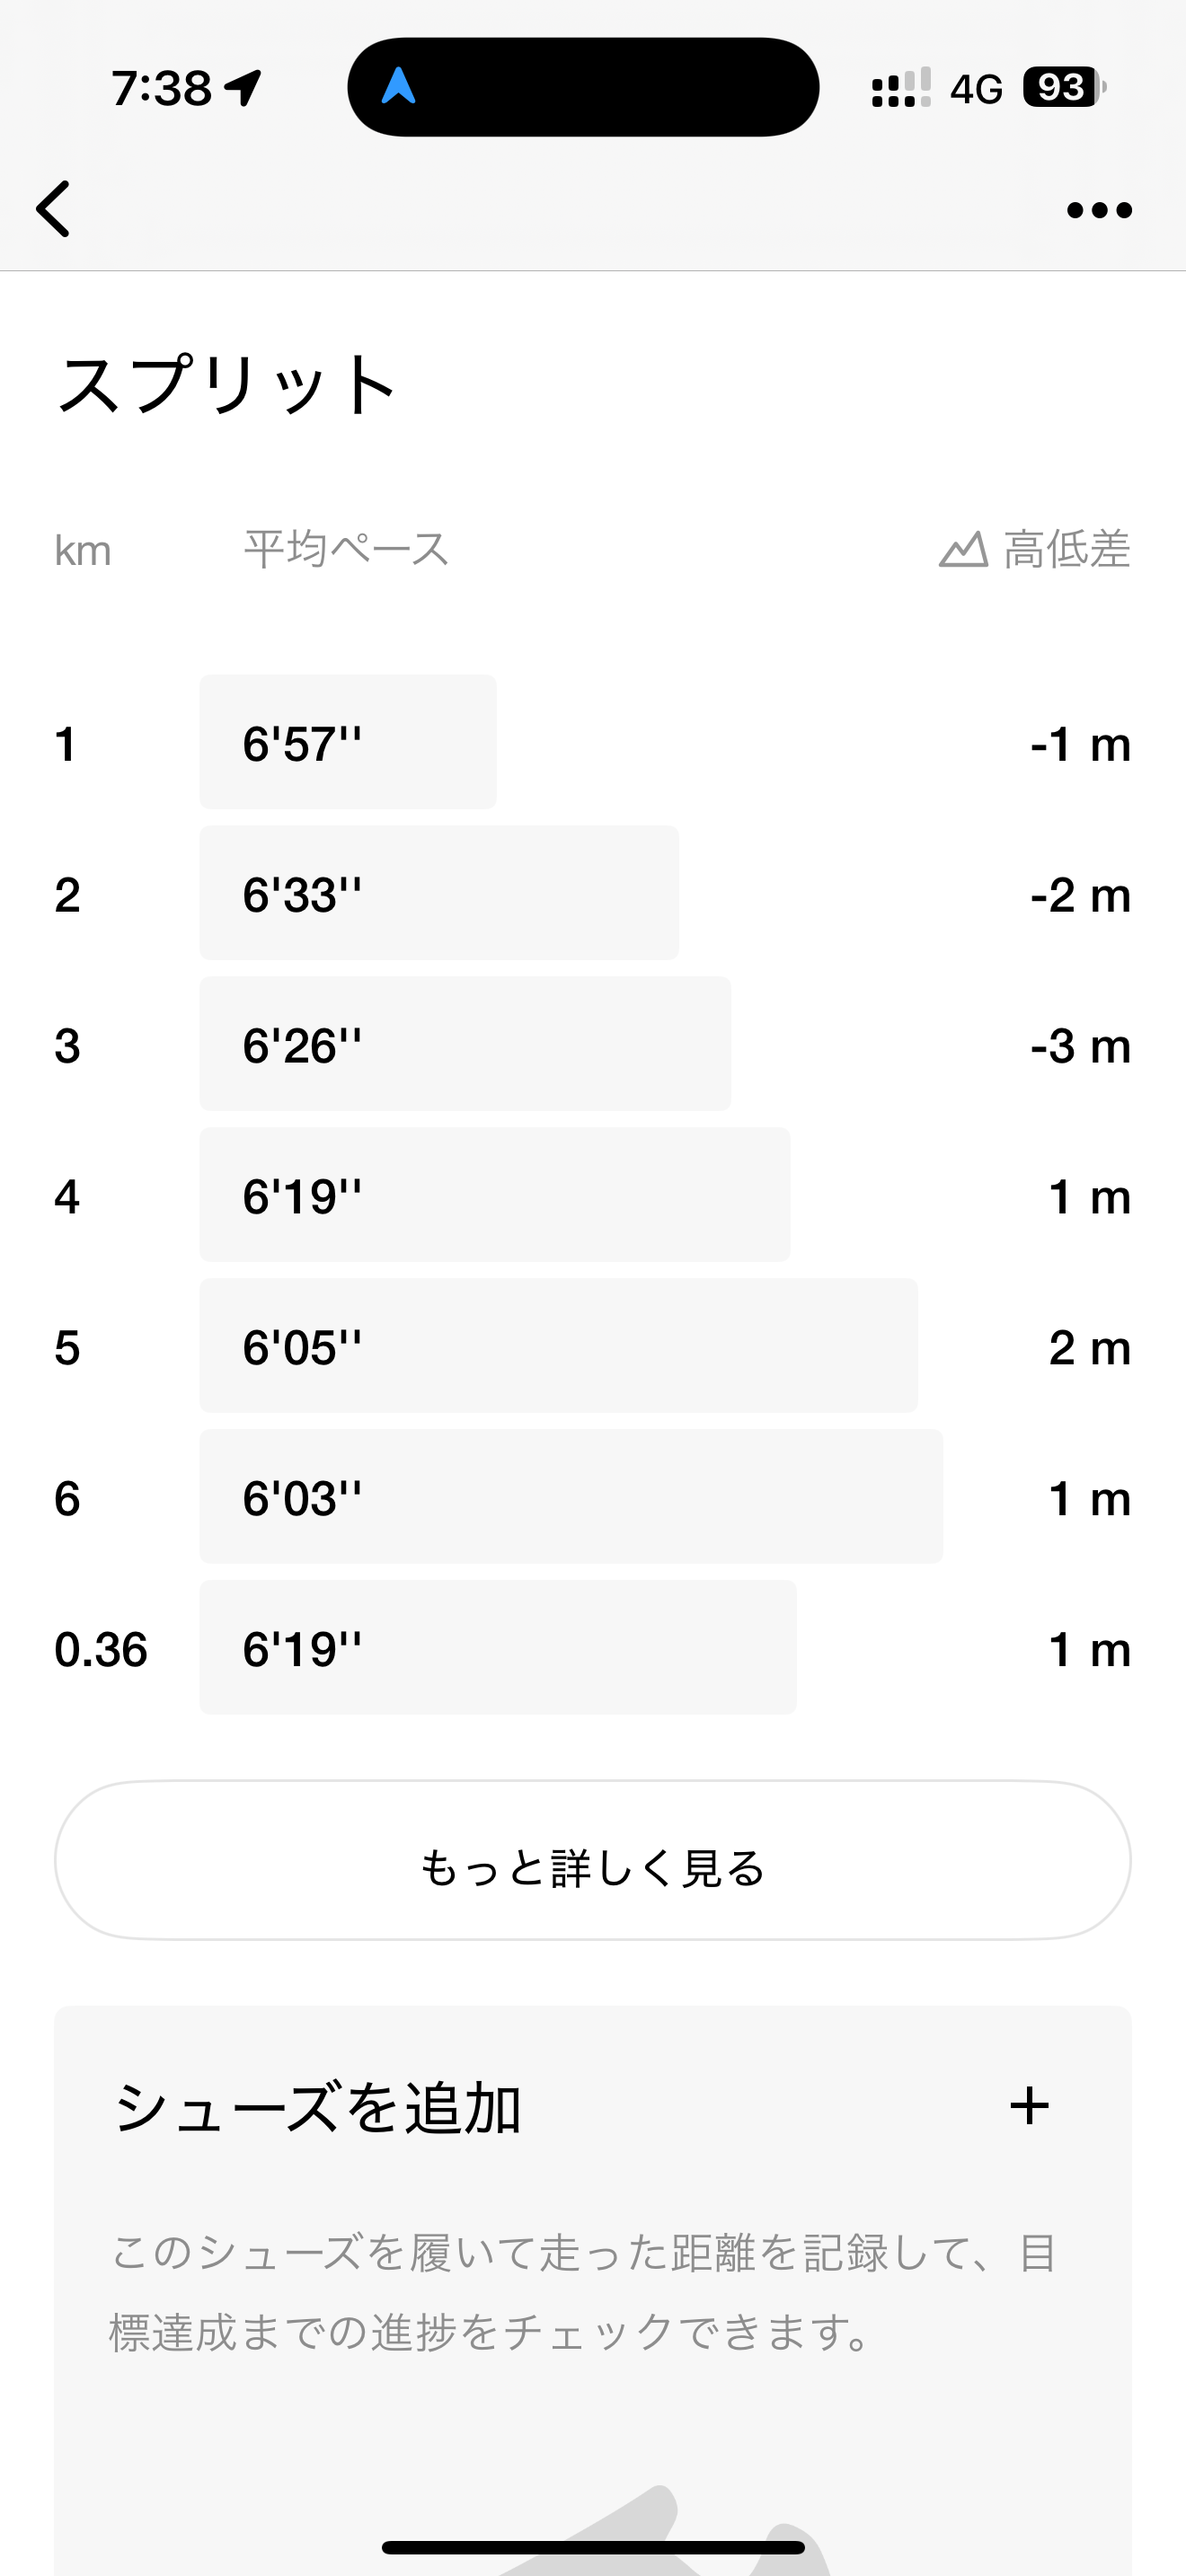 7:38 4G 93
スプリット
km 平均ペース 高低差
1 6'57'' -1 m
2 6'33'' -2 m
3 6'26'' -3 m
4 6'19'' 1 m
5 6'05'' 2 m
6 6'03'' 1 m
0.36 6'19'' 1 m
もっと詳しく見る
シューズを追加 +
このシューズを履いて走った距離を記録して、目
標達成までの進捗をチェックできます。